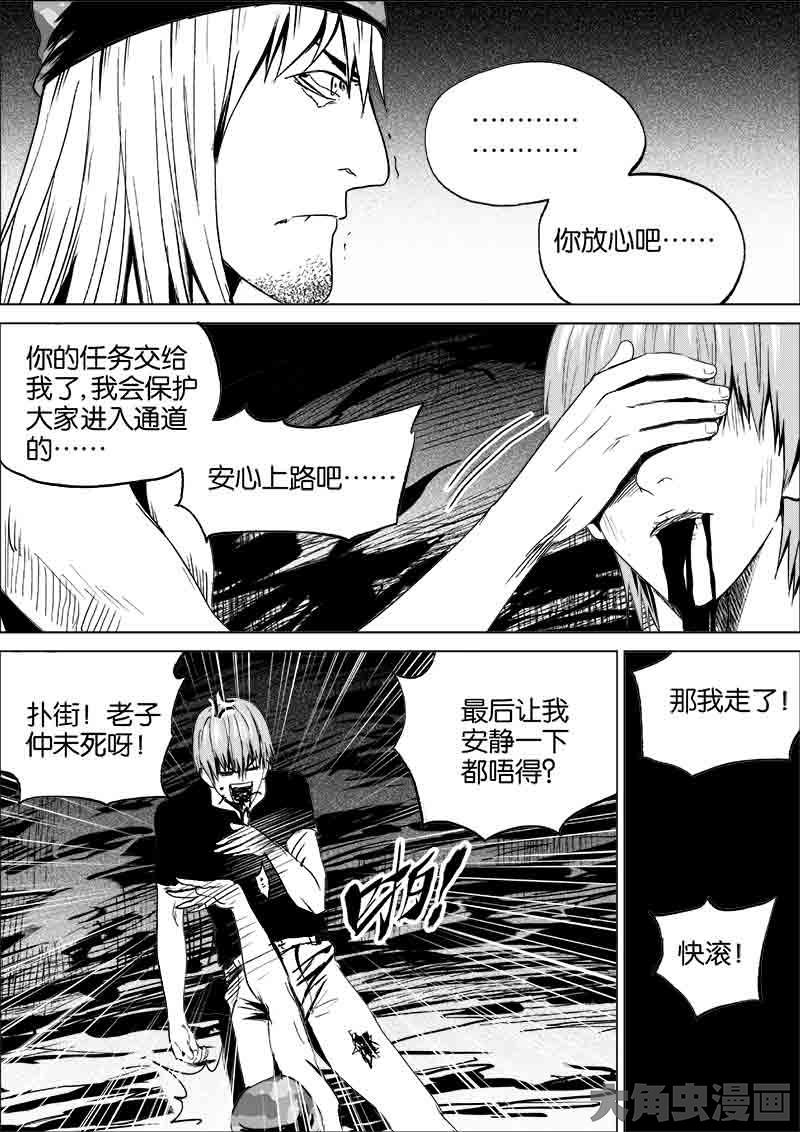 …………
…………
你放心吧……
你的任务交给
我了,我会保护
大家进入通道
的……
安心上路吧……
扑街！老子
仲未死呀！
最后让我
安静一下
都唔得？
啪！
那我走了！
快滚！
大角虫漫画